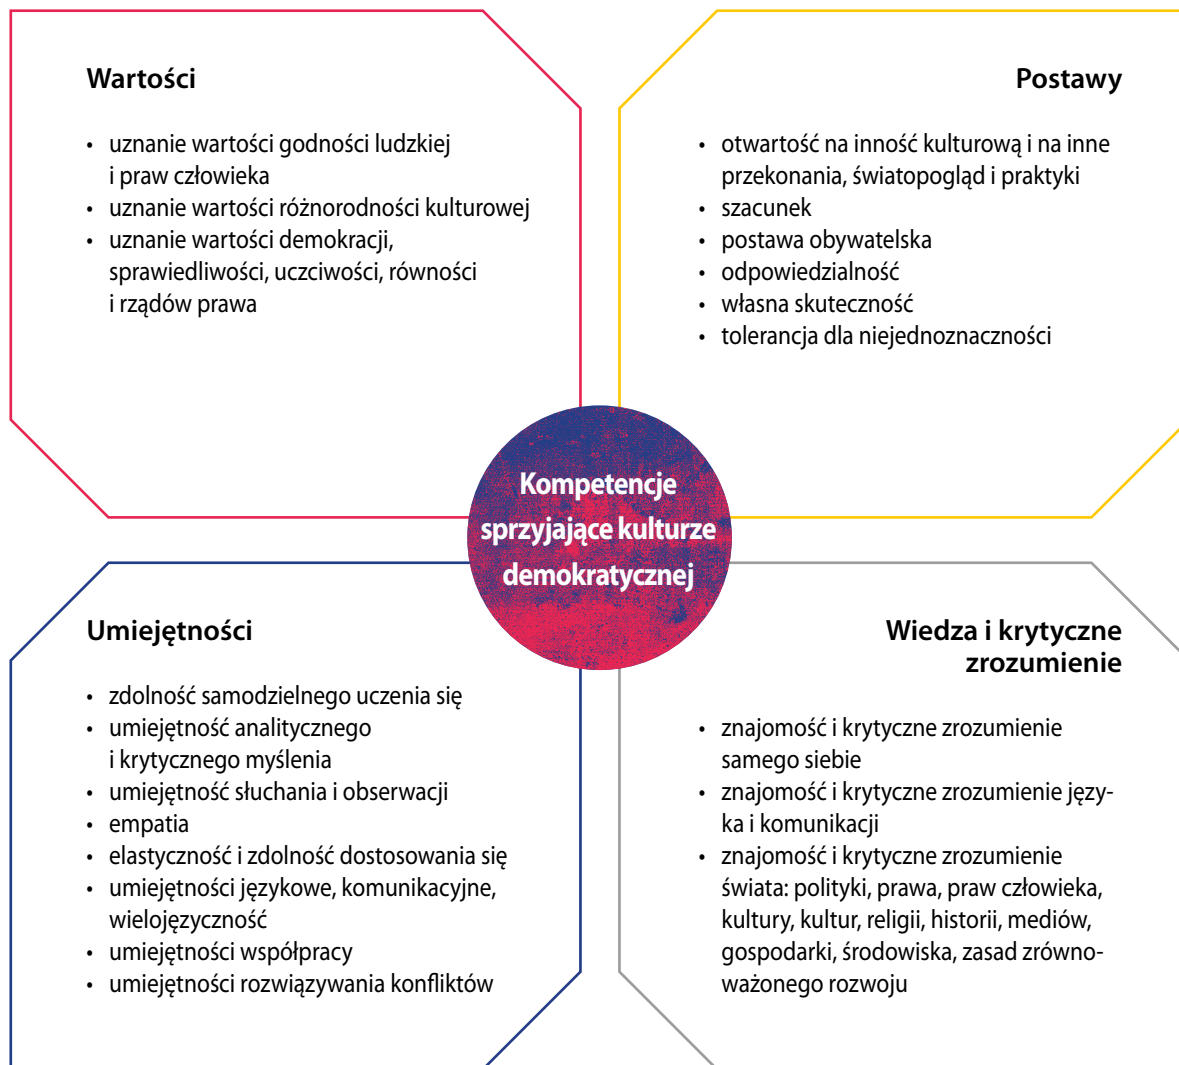 Wartości
• uznanie wartości godności ludzkiej
i praw człowieka
• uznanie wartości różnorodności kulturowej
• uznanie wartości demokracji,
sprawiedliwości, uczciwości, równości
i rządów prawa
Postawy
• otwartość na inność kulturową i na inne
przekonania, światopogląd i praktyki
• szacunek
• postawa obywatelska
• odpowiedzialność
• własna skuteczność
• tolerancja dla niejednoznaczności
Kompetencje
sprzyjające kulturze
demokratycznej
Umiejętności
• zdolność samodzielnego uczenia się
• umiejętność analitycznego
i krytycznego myślenia
• umiejętność słuchania i obserwacji
• empatia
• elastyczność i zdolność dostosowania się
• umiejętności językowe, komunikacyjne,
wielojęzyczność
• umiejętności współpracy
• umiejętności rozwiązywania konfliktów
Wiedza i krytyczne
zrozumienie
• znajomość i krytyczne zrozumienie
samego siebie
• znajomość i krytyczne zrozumienie języ-
ka i komunikacji
• znajomość i krytyczne zrozumienie
świata: polityki, prawa, praw człowieka,
kultury, kultur, religii, historii, mediów,
gospodarki, środowiska, zasad zrówno-
ważonego rozwoju